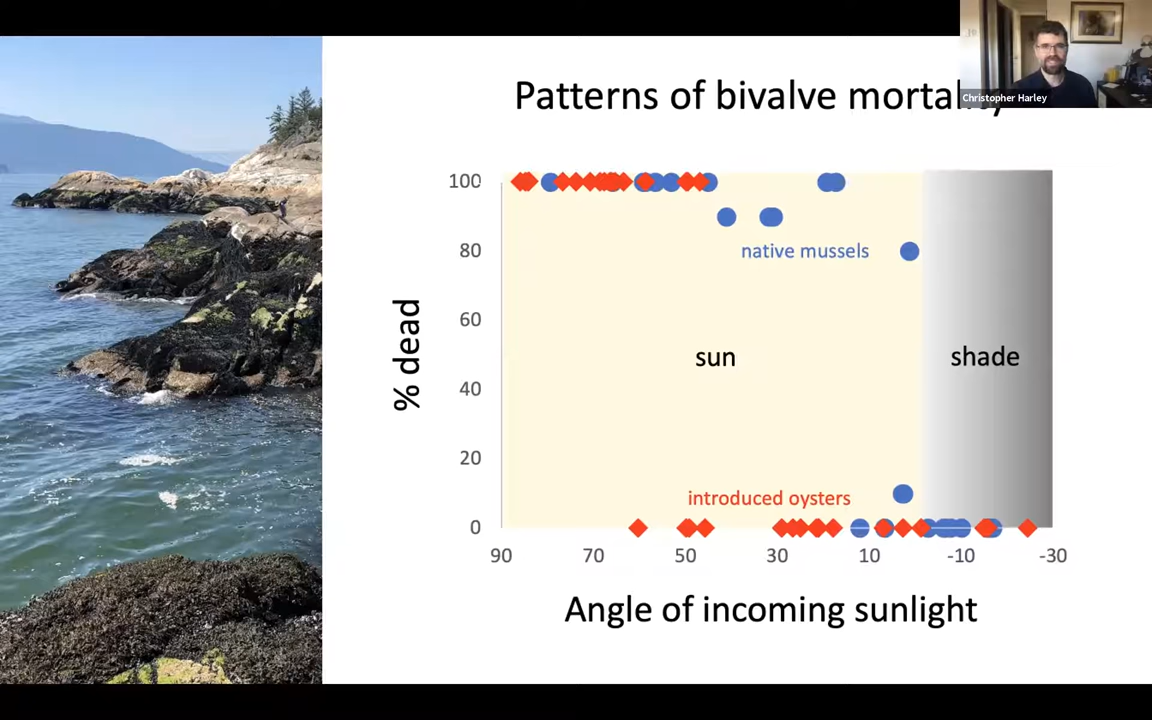 Patterns of bivalve mortality
Christopher Harley
100
80
60
40
20
0
% dead
native mussels
sun
shade
introduced oysters
90
70
50
30
10
-10
-30
Angle of incoming sunlight